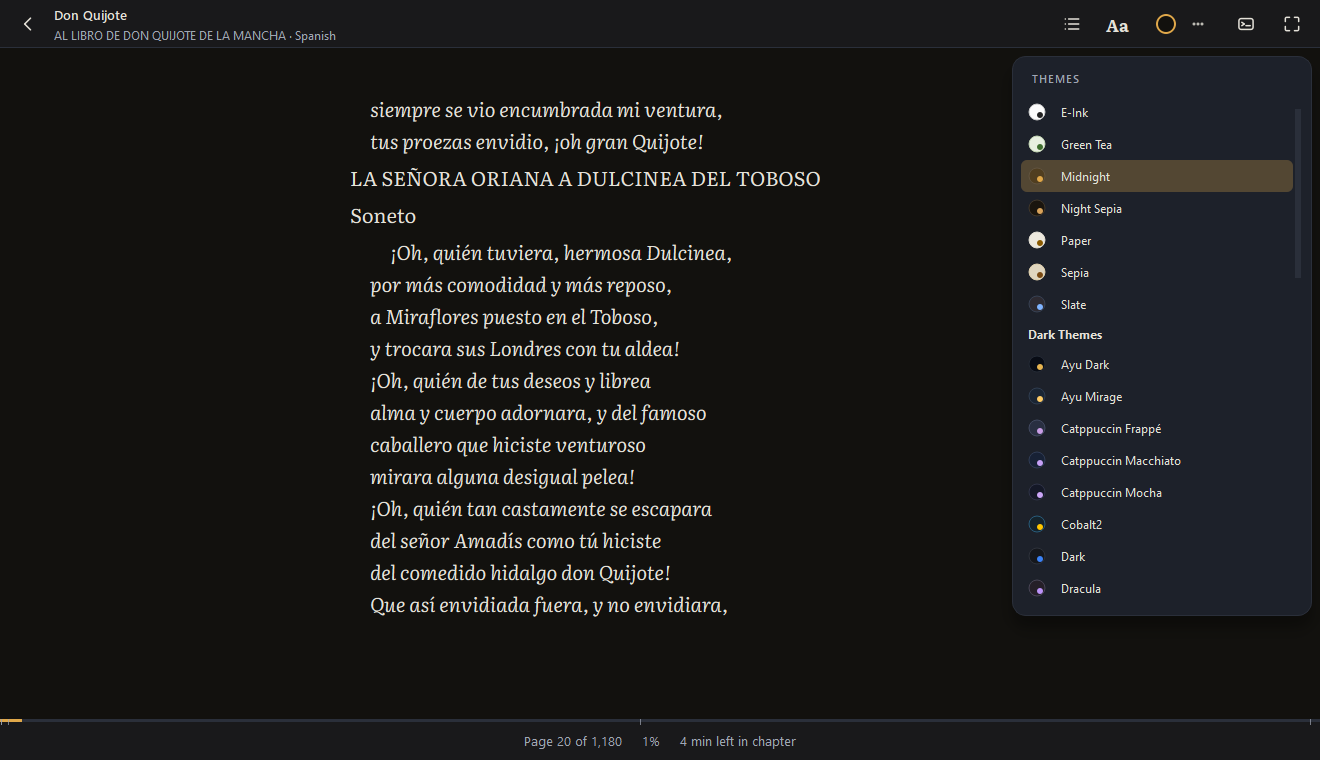 Don Quijote
AL LIBRO DE DON QUIJOTE DE LA MANCHA · Spanish
Aa
siempre se vio encumbrada mi ventura,
tus proezas envidio, ¡oh gran Quijote!
LA SEÑORA ORIANA A DULCINEA DEL TOBOSO
Soneto
¡Oh, quién tuviera, hermosa Dulcinea,
por más comodidad y más reposo,
a Miraflores puesto en el Toboso,
y trocara sus Londres con tu aldea!
¡Oh, quién de tus deseos y librea
alma y cuerpo adornara, y del famoso
caballero que hiciste venturoso
mirara alguna desigual pelea!
¡Oh, quién tan castamente se escapara
del señor Amadís como tú hiciste
del comedido hidalgo don Quijote!
Que así envidiada fuera, y no envidiara,
THEMES
E-Ink
Green Tea
Midnight
Night Sepia
Paper
Sepia
Slate
Dark Themes
Ayu Dark
Ayu Mirage
Catppuccin Frappé
Catppuccin Macchiato
Catppuccin Mocha
Cobalt2
Dark
Dracula
Page 20 of 1,180
1%
4 min left in chapter